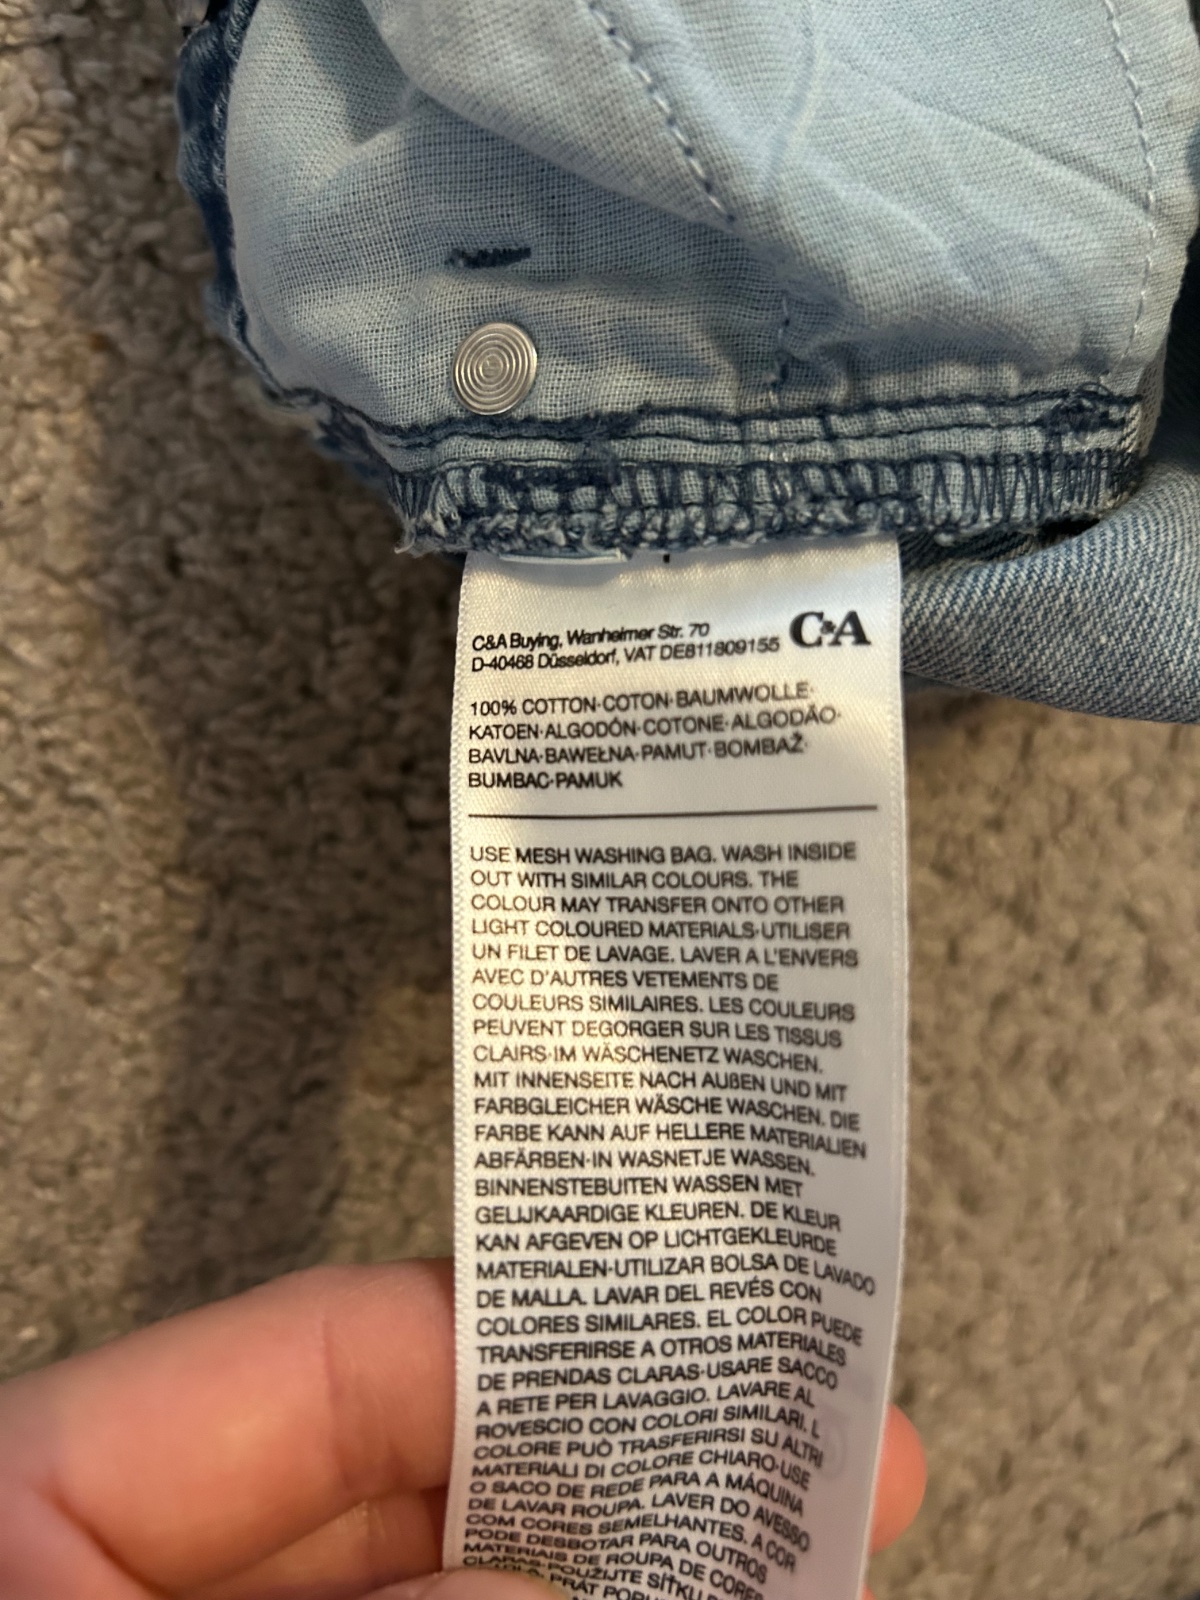 C&A Buying, Wanheimer Str. 70
D-40468 Düsseldorf, VAT DE811809155
C&A
100% COTTON·COTON·BAUMWOLLE·
KATOEN·ALGODÓN·COTONE·ALGODÃO·
BAVLNA·BAWEŁNA·PAMUT·BOMBAŽ·
BUMBAC·PAMUK
USE MESH WASHING BAG. WASH INSIDE
OUT WITH SIMILAR COLOURS. THE
COLOUR MAY TRANSFER ONTO OTHER
LIGHT COLOURED MATERIALS·UTILISER
UN FILET DE LAVAGE. LAVER A L'ENVERS
AVEC D'AUTRES VETEMENTS DE
COULEURS SIMILAIRES. LES COULEURS
PEUVENT DEGORGER SUR LES TISSUS
CLAIRS·IM WÄSCHENETZ WASCHEN.
MIT INNENSEITE NACH AUßEN UND MIT
FARBGLEICHER WÄSCHE WASCHEN. DIE
FARBE KANN AUF HELLERE MATERIALIEN
ABFÄRBEN·IN WASNETJE WASSEN.
BINNENSTEBUITEN WASSEN MET
GELIJKAARDIGE KLEUREN. DE KLEUR
KAN AFGEVEN OP LICHTGEKLEURDE
MATERIALEN·UTILIZAR BOLSA DE LAVADO
DE MALLA. LAVAR DEL REVÉS CON
COLORES SIMILARES. EL COLOR PUEDE
TRANSFERIRSE A OTROS MATERIALES
DE PRENDAS CLARAS·USARE SACCO
A RETE PER LAVAGGIO. LAVARE AL
ROVESCIO CON COLORI SIMILARI. L
COLORE PUÒ TRASFERIRSI SU ALTRI
MATERIALI DI COLORE CHIARO·USE
O SACO DE REDE PARA A MÁQUINA
DE LAVAR ROUPA. LAVER DO AVESSO
COM CORES SEMELHANTES. A COR
PODE DESBOTAR PARA OUTROS
MATERIAIS DE ROUPA DE CORES
CLARAS·POUŽIJTE SÍŤKU
PRÁT